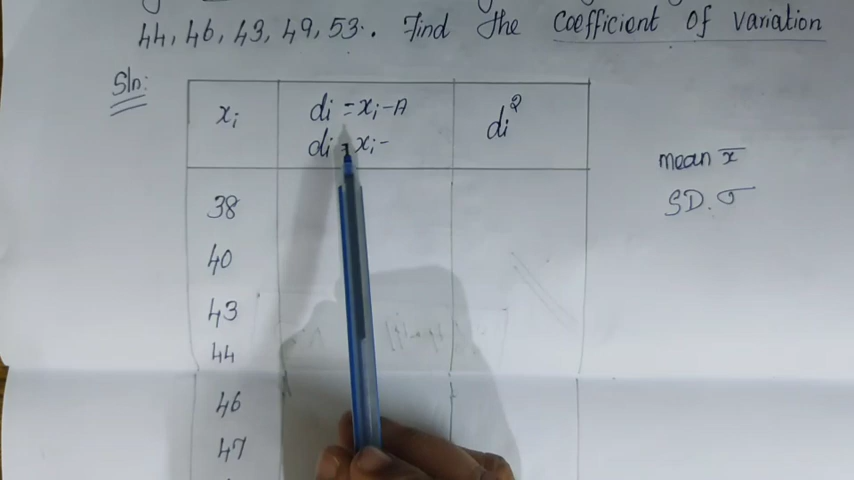 44, 46, 43, 49, 53. Find the coefficient of variation
Sln:
xi di = xi - A di²
di = xi -
mean x̄
SD. σ
38
40
43
44
46
47